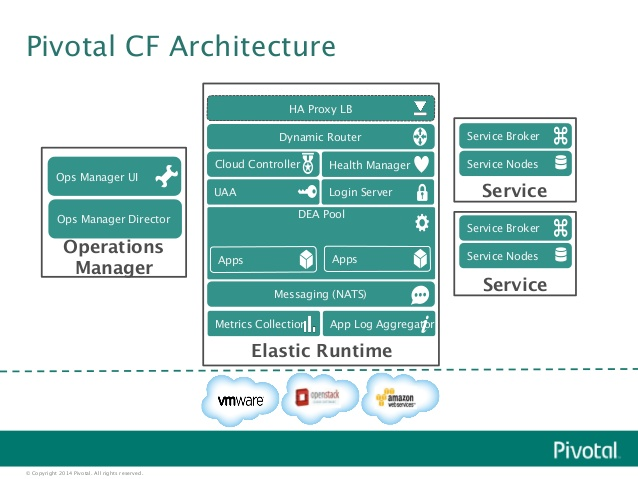 Pivotal CF Architecture
HA Proxy LB
Dynamic Router
Cloud Controller
Health Manager
UAA
Login Server
DEA Pool
Apps
Apps
Messaging (NATS)
Metrics Collection
App Log Aggregator
Elastic Runtime
Ops Manager UI
Ops Manager Director
Operations
Manager
Service Broker
Service Nodes
Service
Service Broker
Service Nodes
Service
vmware
openstack
amazon
webservices
Pivotal
© Copyright 2014 Pivotal. All rights reserved.